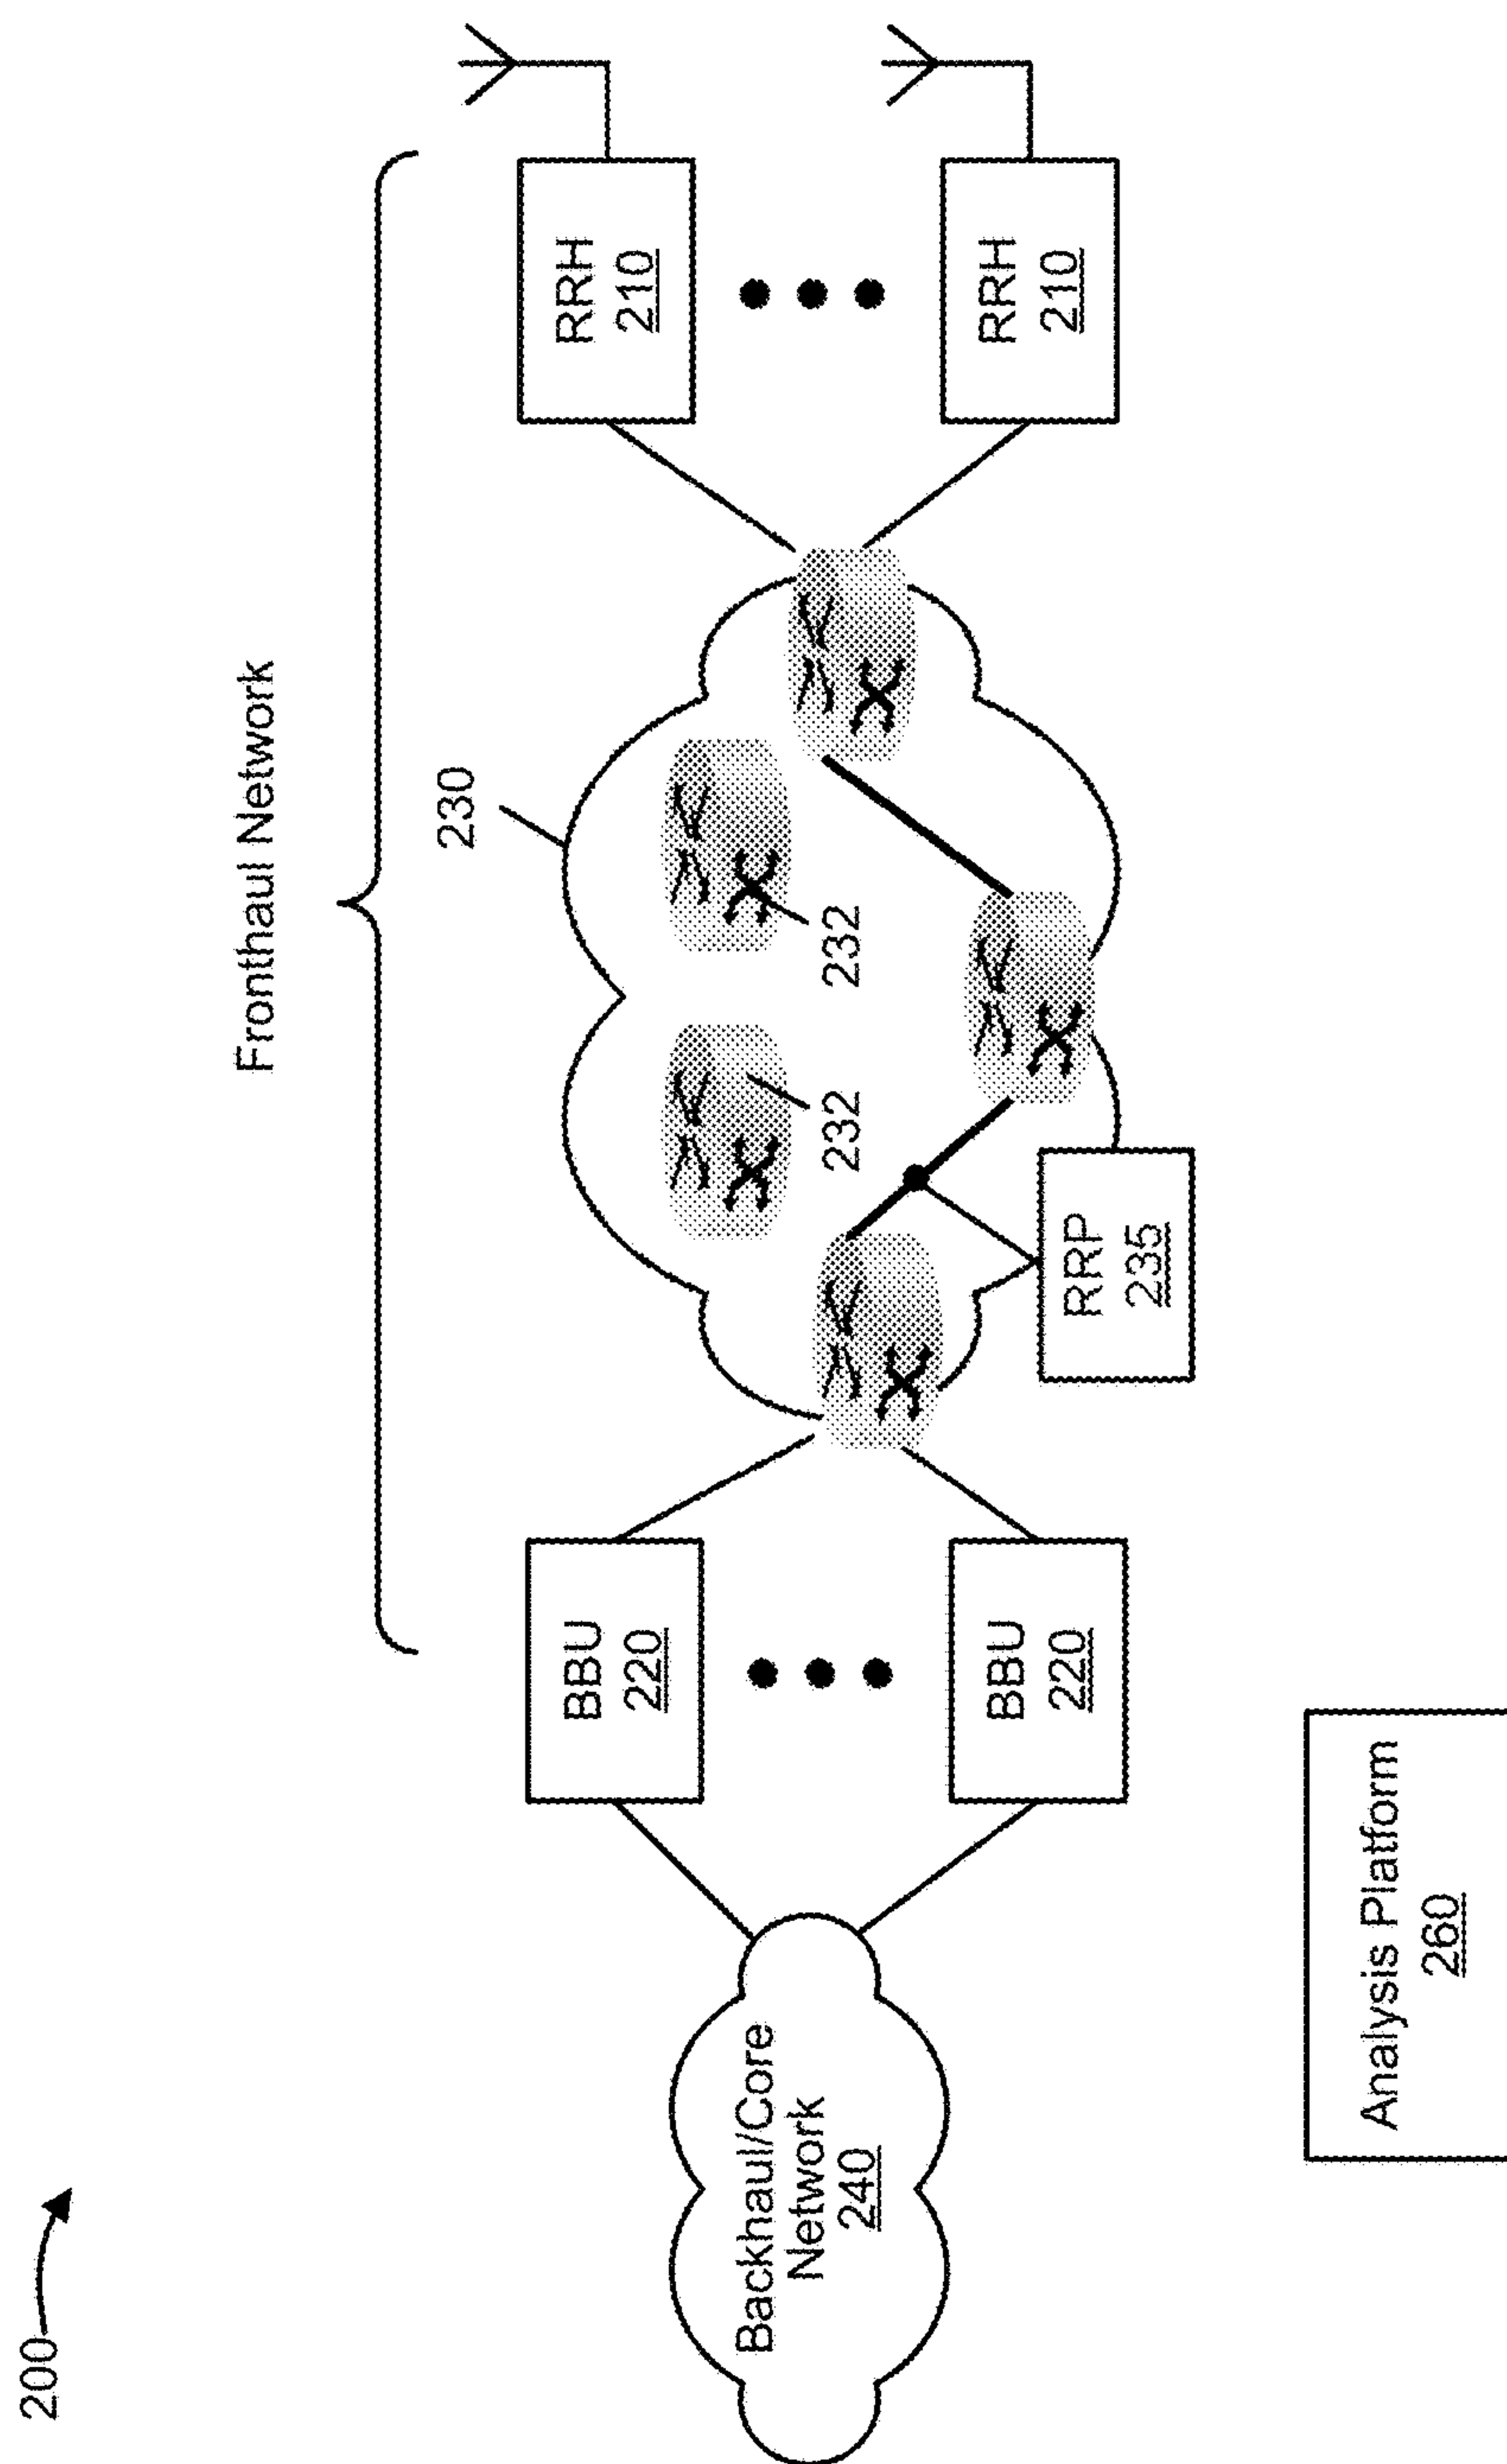 200
Fronthaul Network
230
Backhaul/Core
Network
240
BBU
220
BBU
220
232
232
RRP
235
RRH
210
RRH
210
Analysis Platform
260